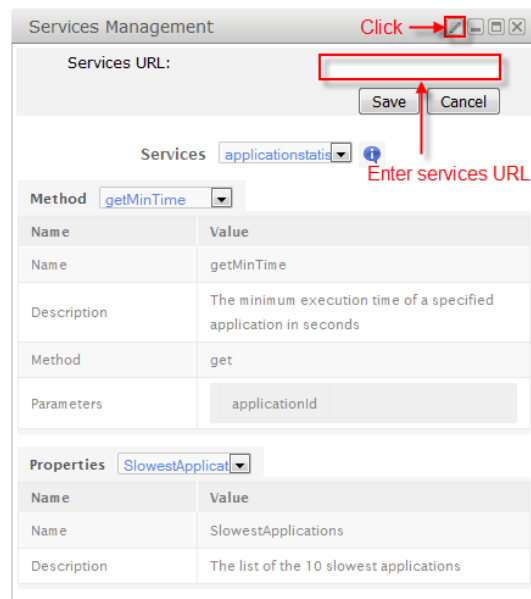 Services Management Click
Services URL:
Save Cancel
Services applicationstatis
Enter services URL
Method getMinTime
Name Value
Name getMinTime
Description The minimum execution time of a specified
application in seconds
Method get
Parameters applicationId
Properties SlowestApplicat
Name Value
Name SlowestApplications
Description The list of the 10 slowest applications